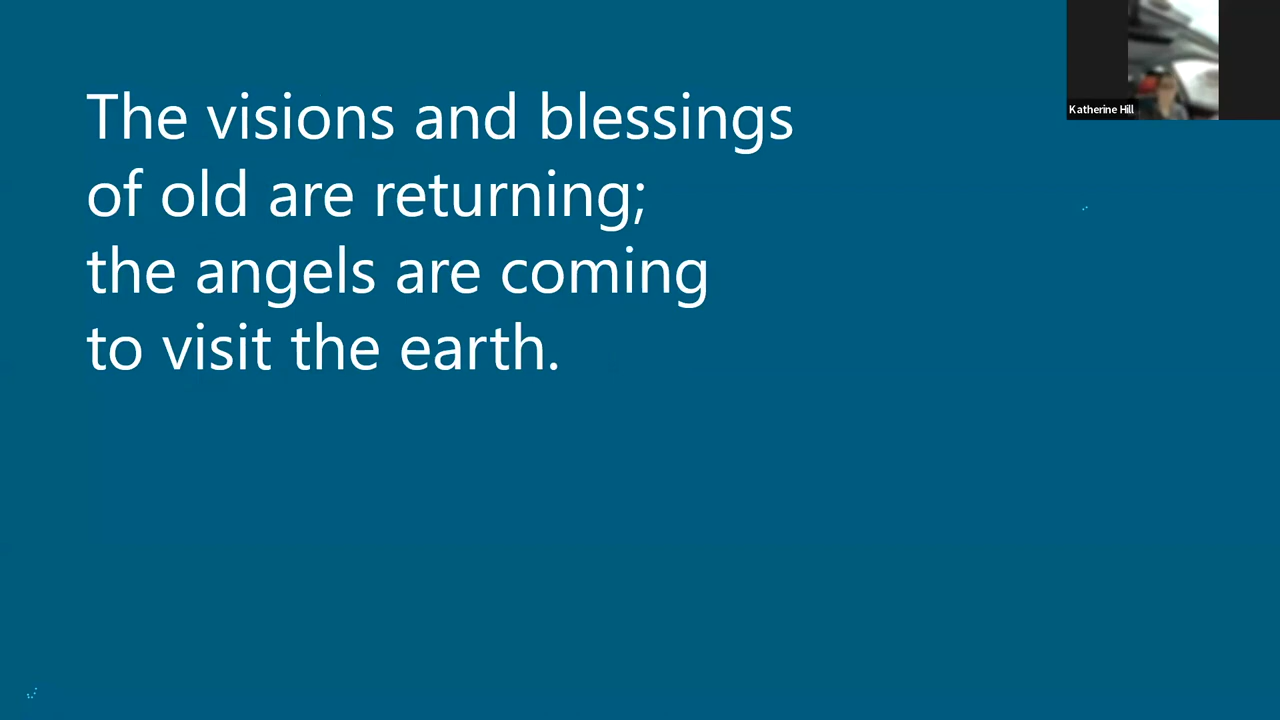 The visions and blessings
of old are returning;
the angels are coming
to visit the earth.
Katherine Hill